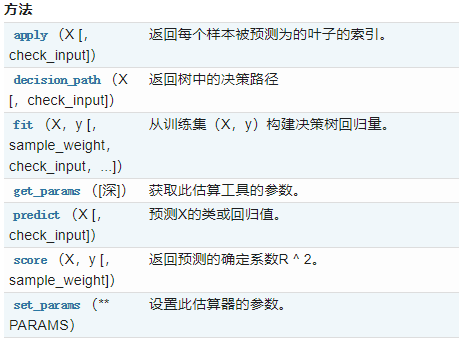 方法
apply （X [， 返回每个样本被预测为的叶子的索引。
check_input]）
decision_path （X 返回树中的决策路径
[， check_input]）
fit （X， y [， 从训练集（X， y）构建决策树回归量。
sample_weight，
check_input， ...]）
get_params （[深]） 获取此估算工具的参数。
predict （X [， 预测X的类或回归值。
check_input]）
score （X， y [， 返回预测的确定系数R ^ 2。
sample_weight]）
set_params （** 设置此估算器的参数。
PARAMS）